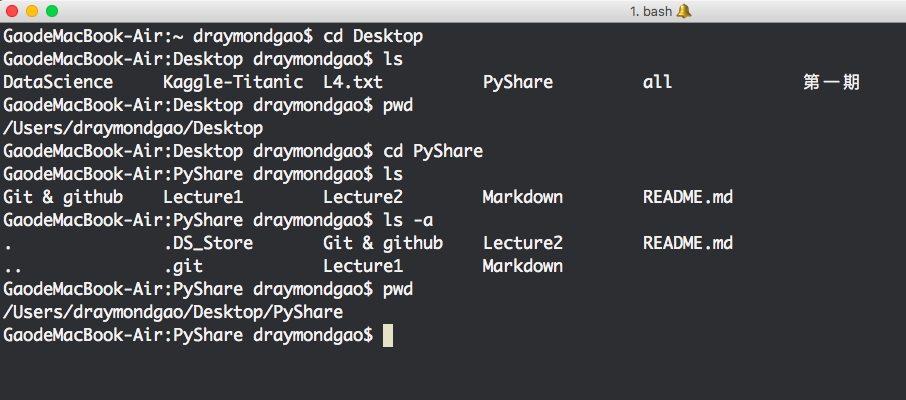 1. bash
GaodeMacBook-Air:~ draymondgao$ cd Desktop
GaodeMacBook-Air:Desktop draymondgao$ ls
DataScience Kaggle-Titanic L4.txt PyShare all 第一期
GaodeMacBook-Air:Desktop draymondgao$ pwd
/Users/draymondgao/Desktop
GaodeMacBook-Air:Desktop draymondgao$ cd PyShare
GaodeMacBook-Air:PyShare draymondgao$ ls
Git & github Lecture1 Lecture2 Markdown README.md
GaodeMacBook-Air:PyShare draymondgao$ ls -a
. .DS_Store Git & github Lecture2 README.md
.. .git Lecture1 Markdown
GaodeMacBook-Air:PyShare draymondgao$ pwd
/Users/draymondgao/Desktop/PyShare
GaodeMacBook-Air:PyShare draymondgao$